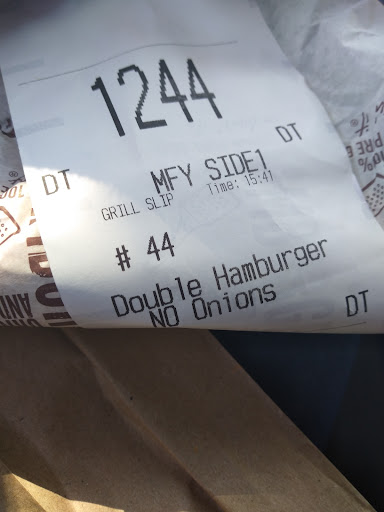 1244
DT
DT
MFY SIDE1
GRILL SLIP Time: 15:41
# 44
Double Hamburger
NO Onions
DT